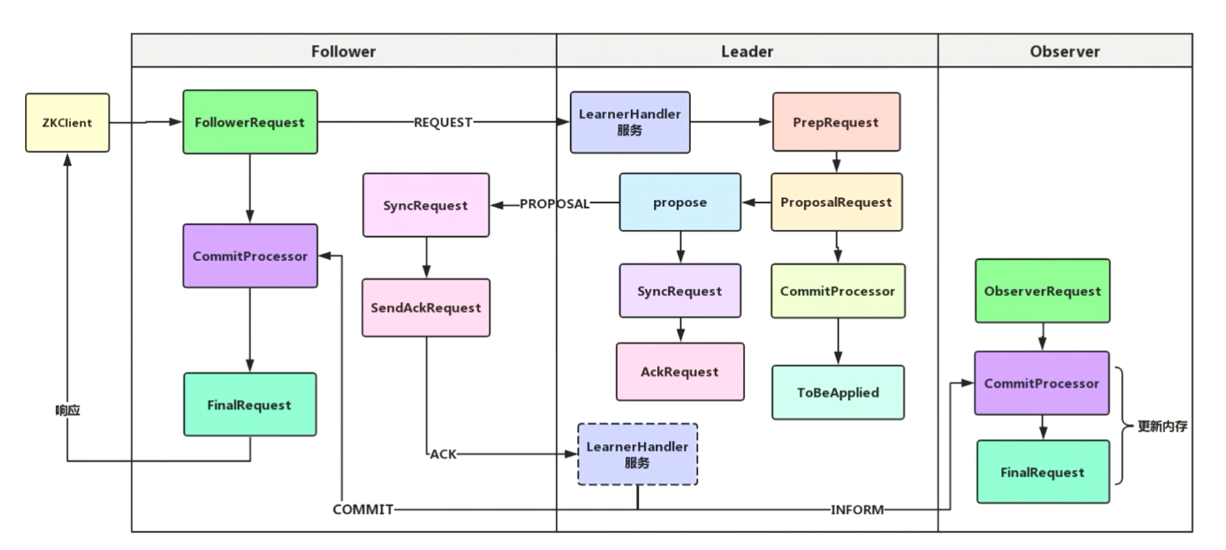 Follower
Leader
Observer
ZKClient
FollowerRequest
REQUEST
LearnerHandler
服务
PrepRequest
SyncRequest
PROPOSAL
propose
ProposalRequest
CommitProcessor
SendAckRequest
SyncRequest
CommitProcessor
ObserverRequest
FinalRequest
AckRequest
ToBeApplied
CommitProcessor
响应
更新内存
ACK
LearnerHandler
服务
FinalRequest
COMMIT
INFORM